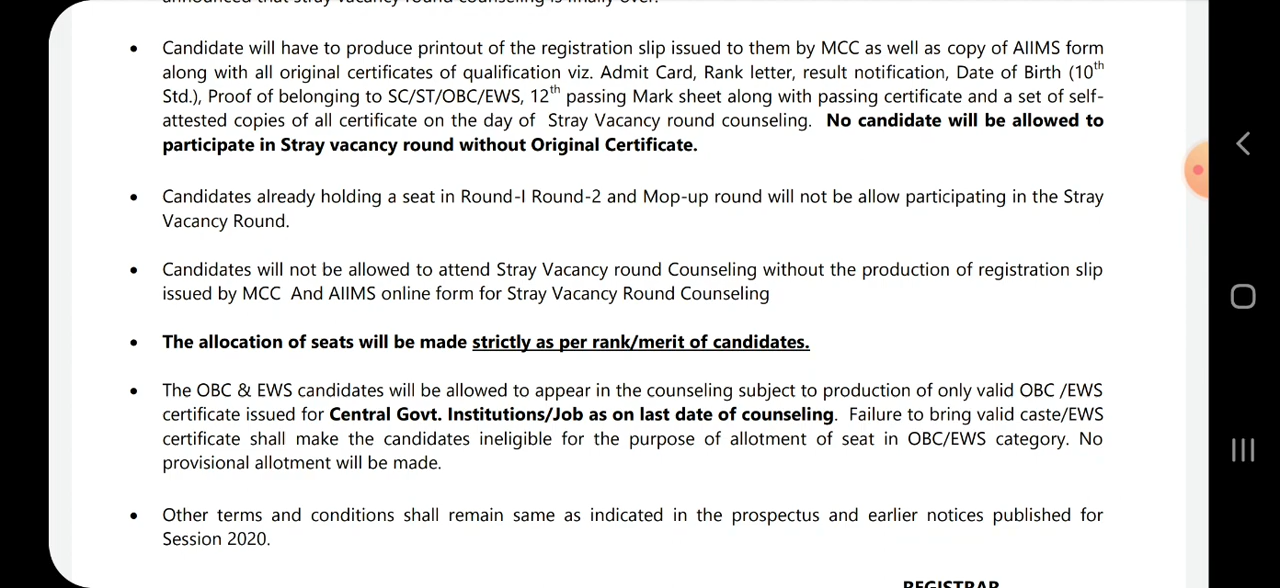 announced that stray vacancy round counseling is finally over.
• Candidate will have to produce printout of the registration slip issued to them by MCC as well as copy of AIIMS form
along with all original certificates of qualification viz. Admit Card, Rank letter, result notification, Date of Birth (10th
Std.), Proof of belonging to SC/ST/OBC/EWS, 12th passing Mark sheet along with passing certificate and a set of self-
attested copies of all certificate on the day of Stray Vacancy round counseling. No candidate will be allowed to
participate in Stray vacancy round without Original Certificate.
• Candidates already holding a seat in Round-I Round-2 and Mop-up round will not be allow participating in the Stray
Vacancy Round.
• Candidates will not be allowed to attend Stray Vacancy round Counseling without the production of registration slip
issued by MCC And AIIMS online form for Stray Vacancy Round Counseling
• The allocation of seats will be made strictly as per rank/merit of candidates.
• The OBC & EWS candidates will be allowed to appear in the counseling subject to production of only valid OBC /EWS
certificate issued for Central Govt. Institutions/Job as on last date of counseling. Failure to bring valid caste/EWS
certificate shall make the candidates ineligible for the purpose of allotment of seat in OBC/EWS category. No
provisional allotment will be made.
• Other terms and conditions shall remain same as indicated in the prospectus and earlier notices published for
Session 2020.
REGISTRAR